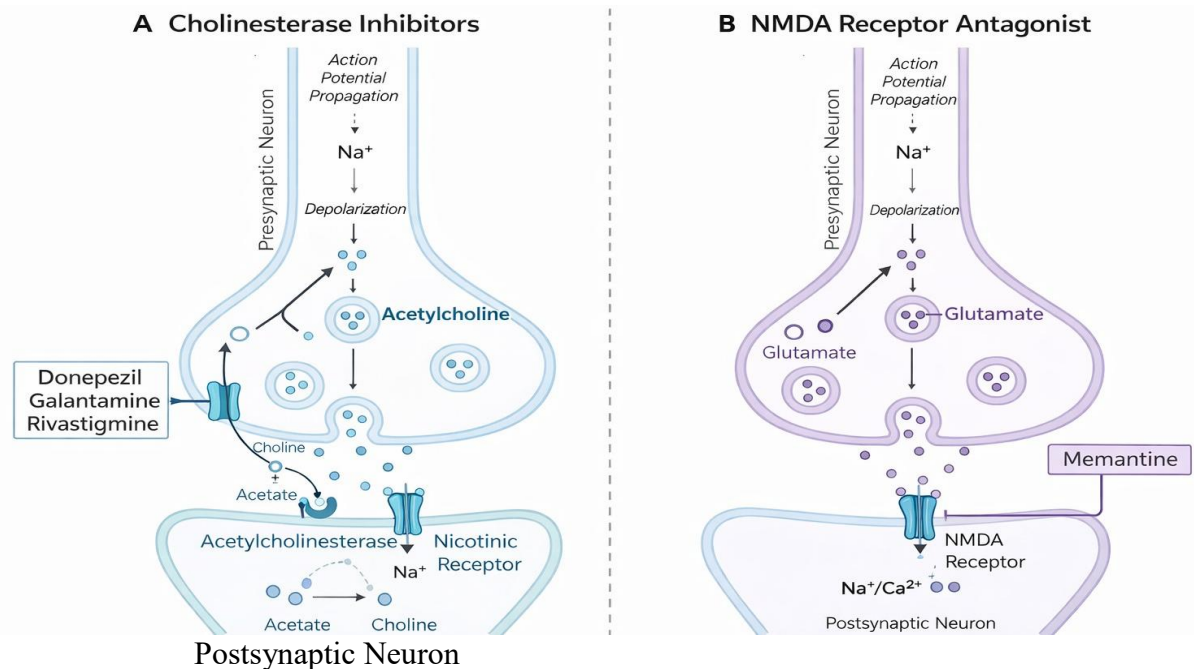 A Cholinesterase Inhibitors
Presynaptic Neuron
Action
Potential
Propagation
Na⁺
Depolarization
Acetylcholine
Donepezil
Galantamine
Rivastigmine
Choline
±
Acetate
Acetylcholinesterase
Nicotinic
Receptor
Na⁺
Acetate
Choline
Postsynaptic Neuron
B NMDA Receptor Antagonist
Presynaptic Neuron
Action
Potential
Propagation
Na⁺
Depolarization
Glutamate
Glutamate
Memantine
NMDA
Receptor
Na⁺/Ca²⁺
Postsynaptic Neuron